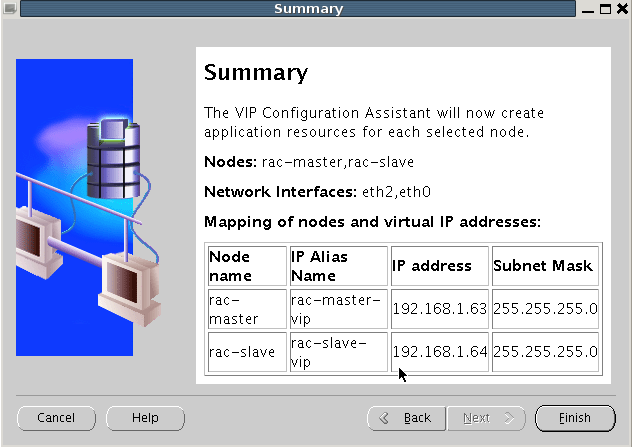 Summary
Summary
The VIP Configuration Assistant will now create
application resources for each selected node.
Nodes: rac-master,rac-slave
Network Interfaces: eth2,eth0
Mapping of nodes and virtual IP addresses:
Node name IP Alias Name IP address Subnet Mask
rac-master rac-master-vip 192.168.1.63 255.255.255.0
rac-slave rac-slave-vip 192.168.1.64 255.255.255.0
Cancel Help Back Next Finish